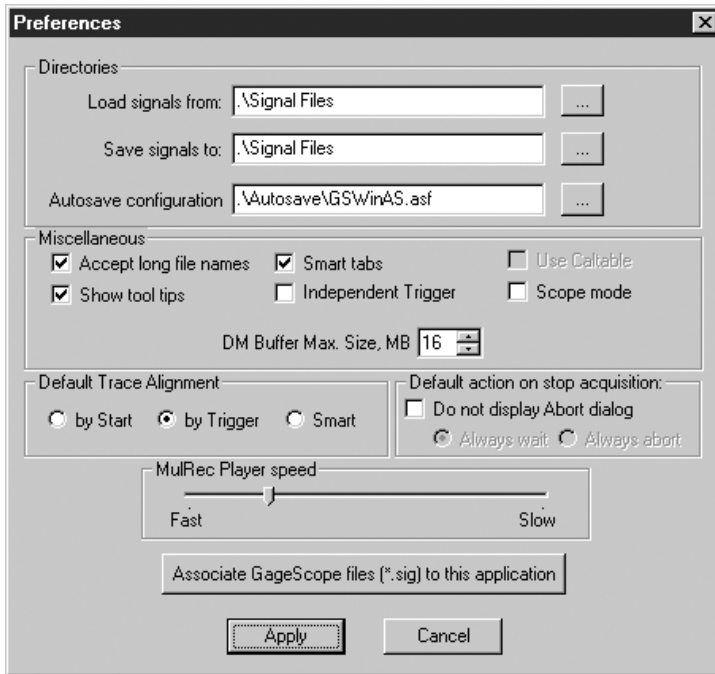 Preferences
Directories
Load signals from: .\Signal Files ...
Save signals to: .\Signal Files ...
Autosave configuration .\Autosave\GSWinAS.asf ...
Miscellaneous
Accept long file names Smart tabs Use Caltable
Show tool tips Independent Trigger Scope mode
DM Buffer Max. Size, MB 16
Default Trace Alignment
by Start by Trigger Smart
Default action on stop acquisition:
Do not display Abort dialog
Always wait Always abort
MulRec Player speed
Fast Slow
Associate GageScope files (*.sig) to this application
Apply Cancel